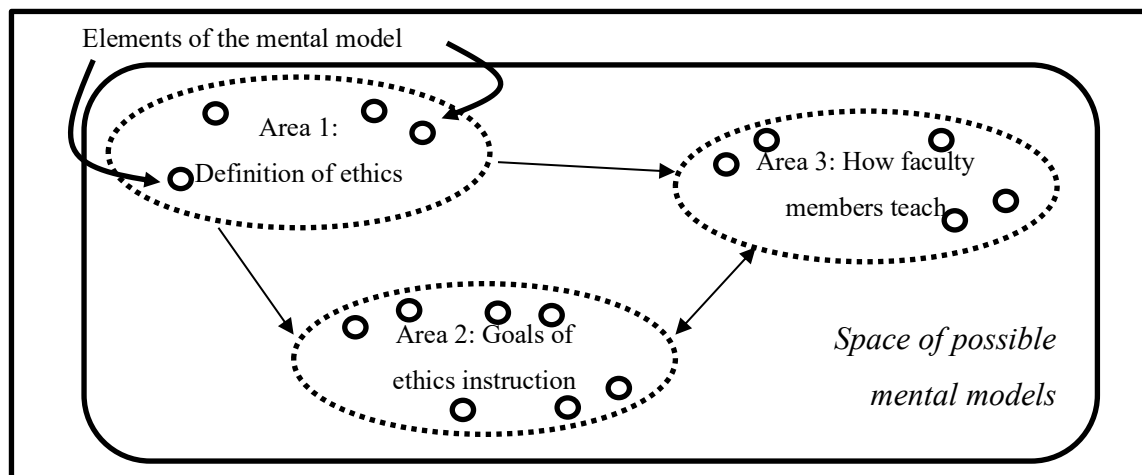 Elements of the mental model
Area 1:
Definition of ethics
Area 3: How faculty
members teach
Area 2: Goals of
ethics instruction
Space of possible
mental models